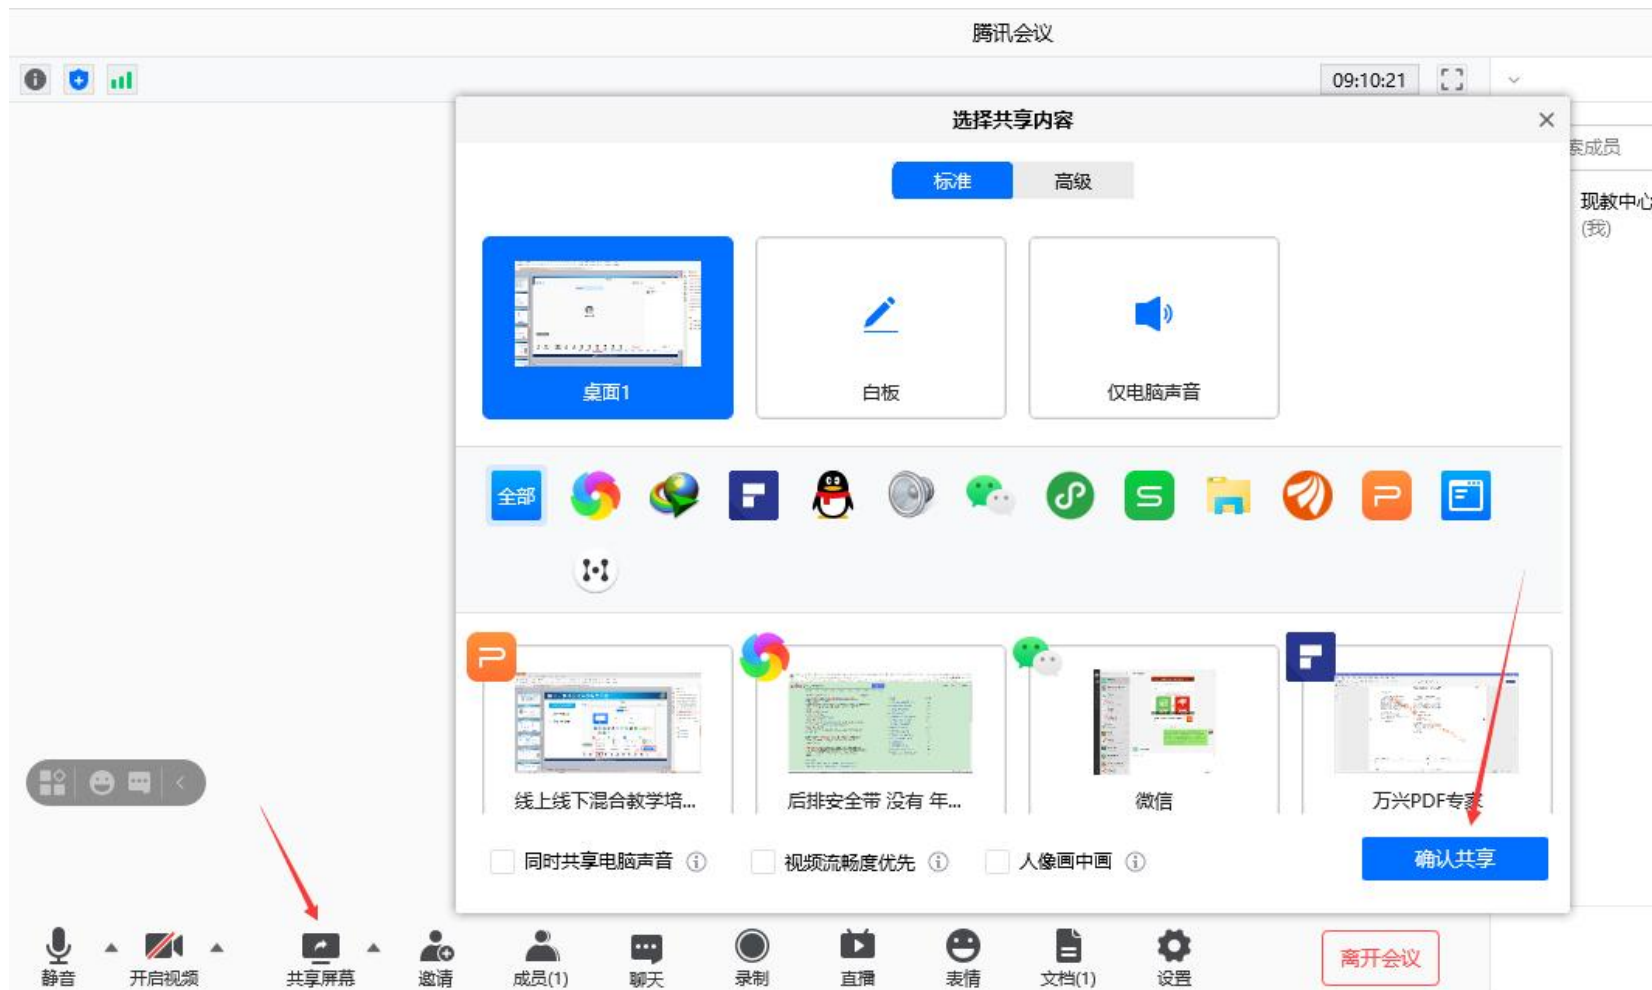 腾讯会议
09:10:21
选择共享内容
标准
高级
索成员
现教中心
(我)
桌面1
白板
仅电脑声音
全部
线上线下混合教学培...
后排安全带 没有 年...
微信
万兴PDF专家
同时共享电脑声音
视频流畅度优先
人像画中画
确认共享
静音
开启视频
共享屏幕
邀请
成员(1)
聊天
录制
直播
表情
文档(1)
设置
离开会议